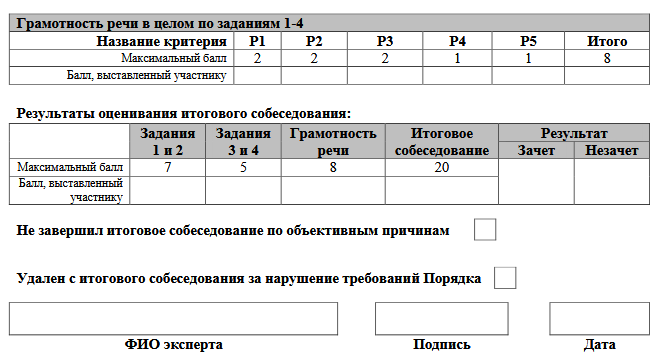 Грамотность речи в целом по заданиям 1-4
Название критерия Р1 Р2 Р3 Р4 Р5 Итого
Максимальный балл 2 2 2 1 1 8
Балл, выставленный участнику
Результаты оценивания итогового собеседования:
Задания 1 и 2 Задания 3 и 4 Грамотность речи Итоговое собеседование Результат
Зачет Незачет
Максимальный балл 7 5 8 20
Балл, выставленный
участнику
Не завершил итоговое собеседование по объективным причинам
Удален с итогового собеседования за нарушение требований Порядка
ФИО эксперта Подпись Дата